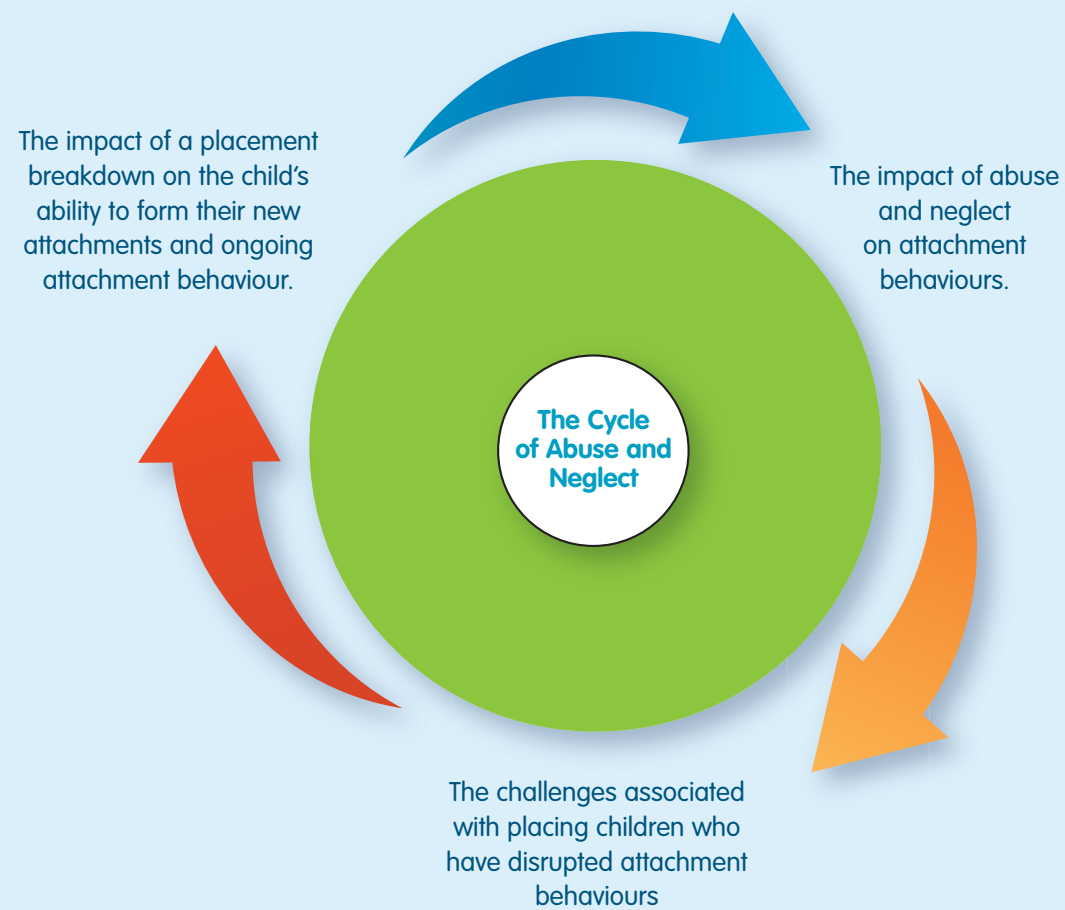 The impact of a placement
breakdown on the child's
ability to form their new
attachments and ongoing
attachment behaviour.
The impact of abuse
and neglect
on attachment
behaviours.
The Cycle
of Abuse and
Neglect
The challenges associated
with placing children who
have disrupted attachment
behaviours